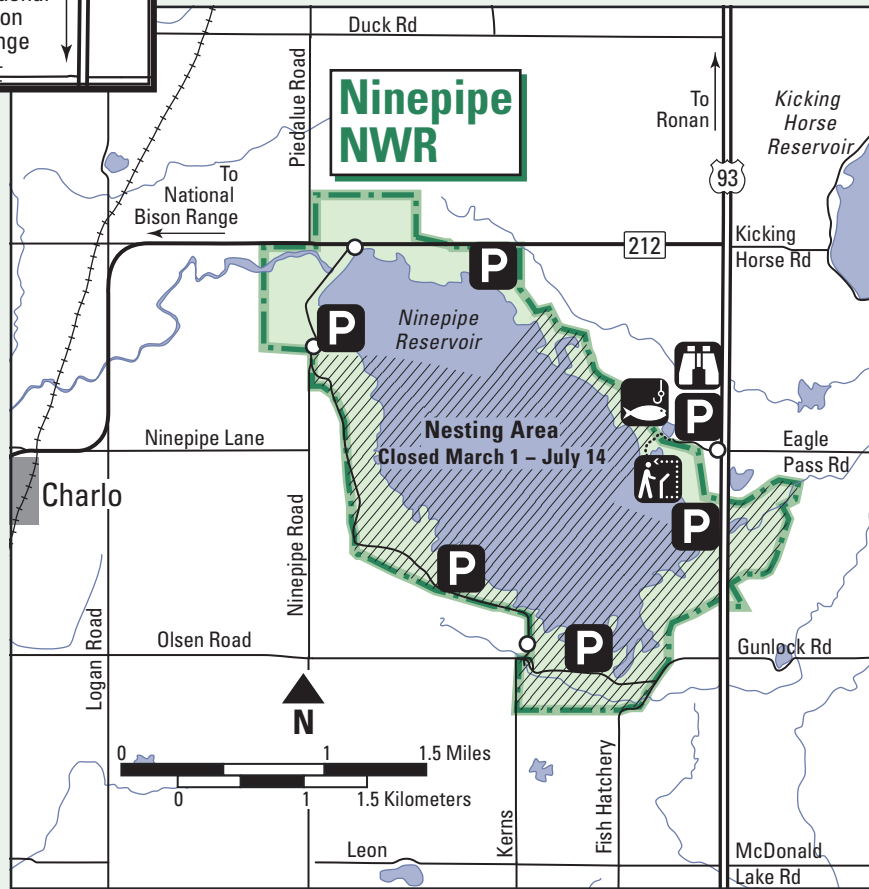 Duck Rd
Piedalue Road
Ninepipe
NWR
To
Ronan
Kicking
Horse
Reservoir
93
To
National
Bison Range
212
Kicking
Horse Rd
P
P
Ninepipe
Reservoir
P
Nesting Area
Closed March 1 – July 14
Ninepipe Lane
Eagle
Pass Rd
Charlo
P
P
Ninepipe Road
Logan Road
Olsen Road
P
Gunlock Rd
N
0 1 1.5 Miles
0 1 1.5 Kilometers
Kerns
Fish Hatchery
Leon
McDonald
Lake Rd